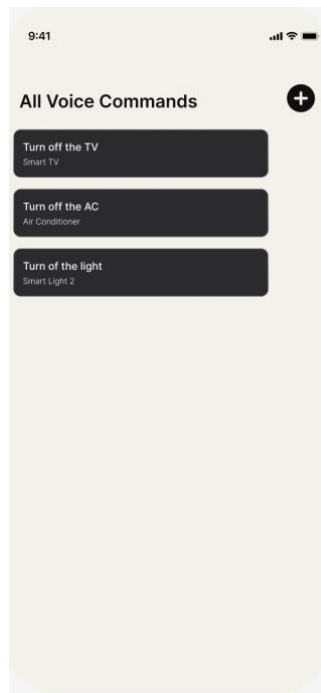 9:41
All Voice Commands
Turn off the TV
Smart TV
Turn off the AC
Air Conditioner
Turn of the light
Smart Light 2